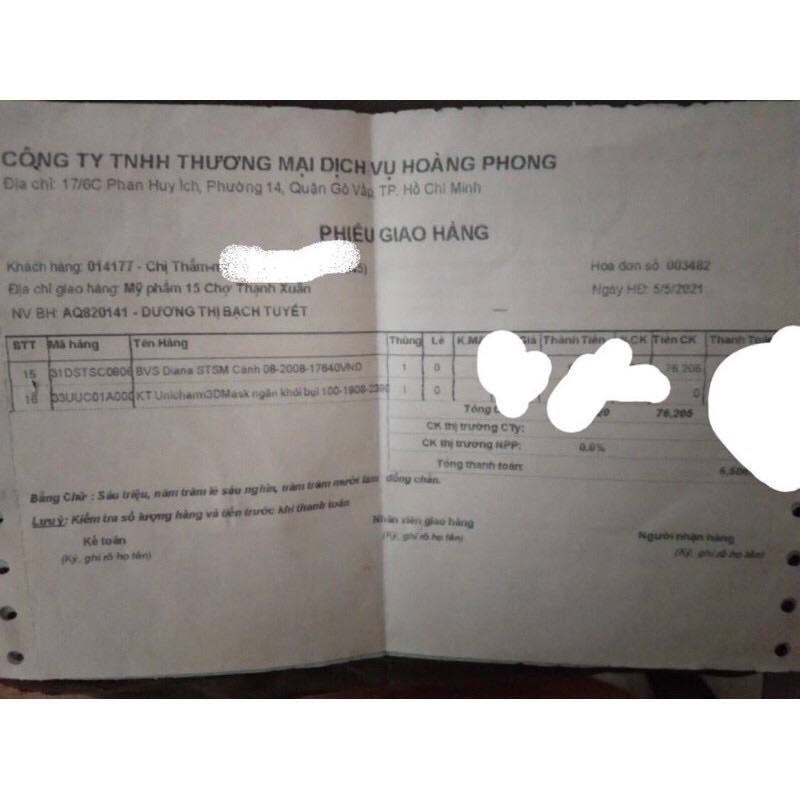 CÔNG TY TNHH THƯƠNG MẠI DỊCH VỤ HOÀNG PHONG
Địa chỉ: 17/6C Phan Huy Ích, Phường 14, Quận Gò Vấp, TP. Hồ Chí Minh
PHIẾU GIAO HÀNG
Khách hàng: 014177 - Chị Thắm
Hóa đơn số: 003482
Địa chỉ giao hàng: Mỹ phẩm 15 Chợ Thạnh Xuân
Ngày HĐ: 5/5/2021
NV BH: AQ820141 - DƯƠNG THỊ BẠCH TUYẾT
STT Mã hàng Tên Hàng Thùng Lẻ Giá Thành Tiền CK Tiền CK Thanh
15 31DSTSC0806 BVS Diana STSM Cánh 08-2008-17640VND 1 0 76,205
16 03UUC01A000 KT Unicharm3DMask ngăn khói bụi 100-1908- 1 0 0
Tổng 76,205
CK thị trường CTy:
CK thị trường NPP: 0.0%
Tổng thanh toán:
Bằng Chữ : Sáu triệu, năm trăm lẻ sáu nghìn, năm trăm mười lăm đồng chẵn.
Lưu ý: Kiểm tra số lượng hàng và tiền trước khi thanh toán
Kế toán Nhân viên giao hàng Người nhận hàng
(Ký, ghi rõ họ tên) (Ký, ghi rõ họ tên) (Ký, ghi rõ họ tên)